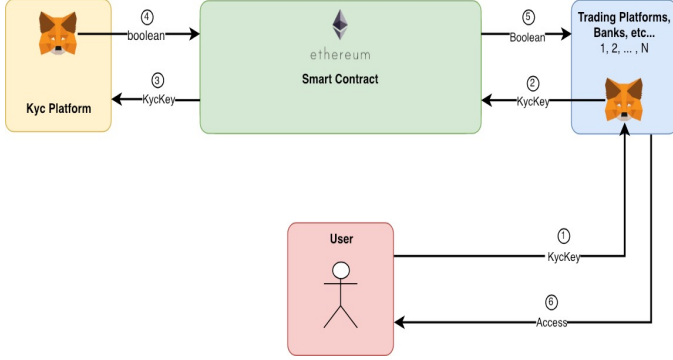 ④
boolean
ethereum
Smart Contract
③
KycKey
Kyc Platform
⑤
Boolean
②
KycKey
Trading Platforms,
Banks, etc...
1, 2, ... , N
User
①
KycKey
⑥
Access